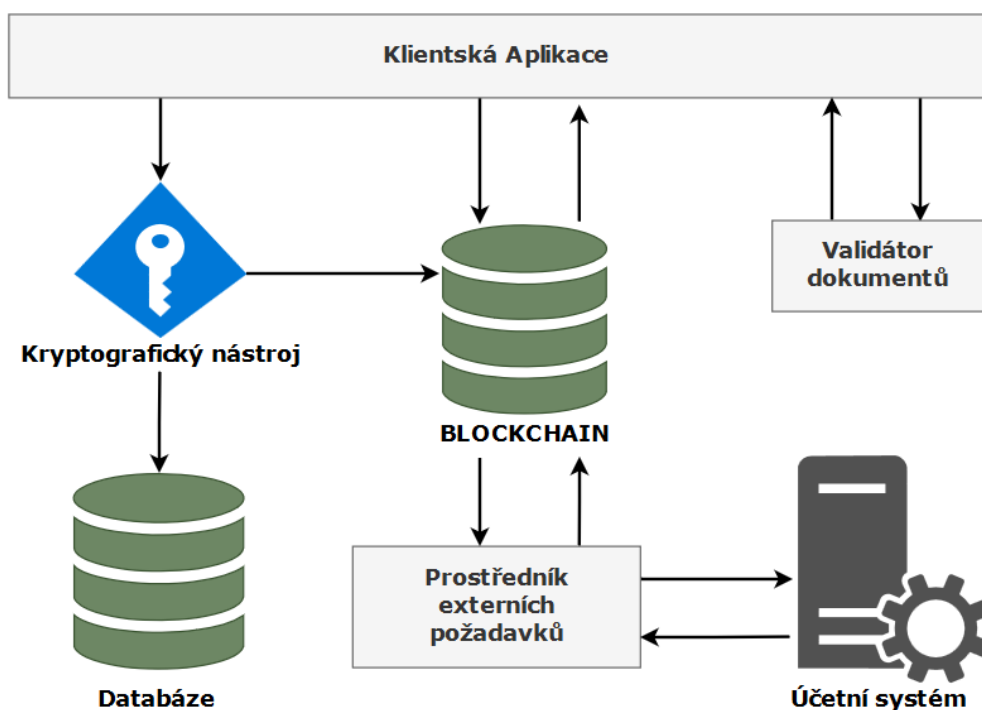 Klientská Aplikace
Validátor
dokumentů
Kryptografický nástroj
BLOCKCHAIN
Prostředník
externích
požadavků
Databáze
Účetní systém